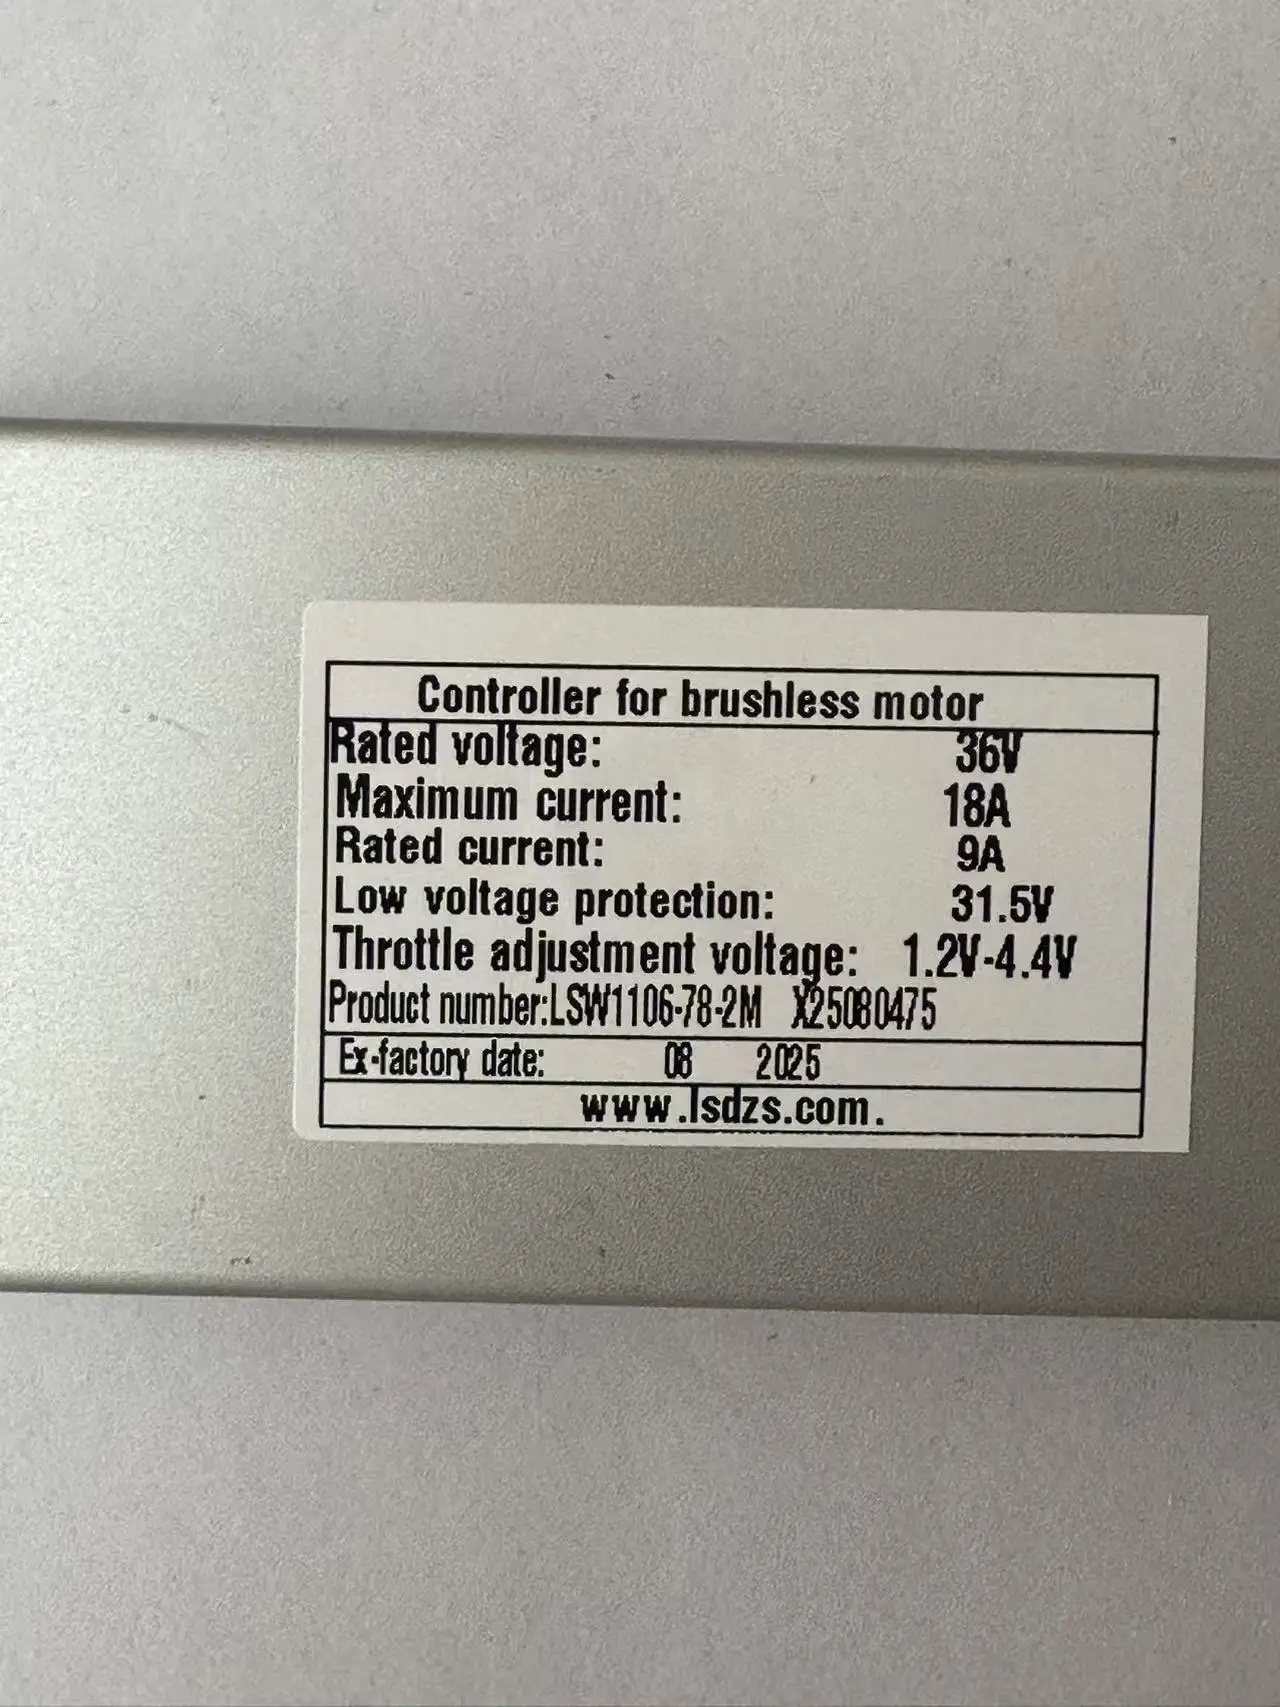 Controller for brushless motor
Rated voltage: 36V
Maximum current: 18A
Rated current: 9A
Low voltage protection: 31.5V
Throttle adjustment voltage: 1.2V-4.4V
Product number:LSW1106-78-2M X25080475
Ex-factory date: 08 2025
www.lsdzs.com.